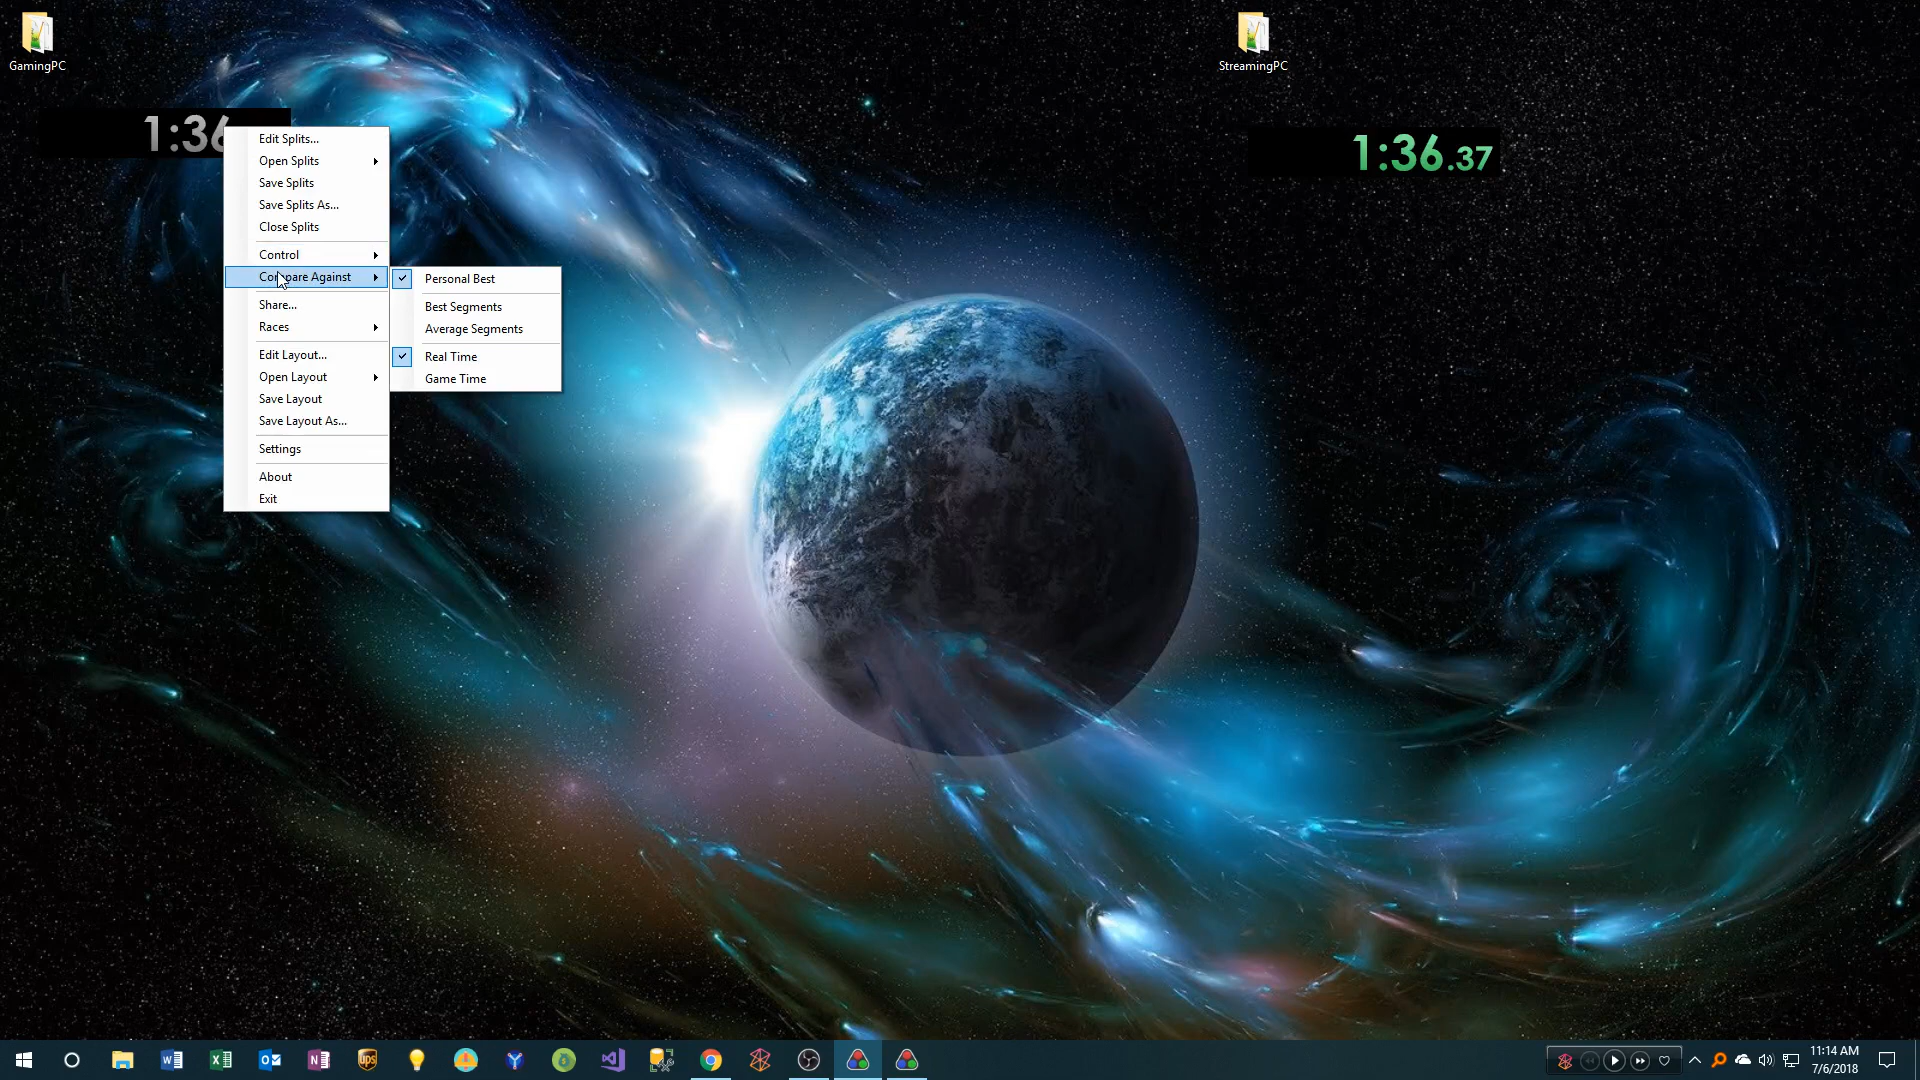 GamingPC
StreamingPC
1:36
1:36.37
Edit Splits...
Open Splits
Save Splits
Save Splits As...
Close Splits
Control
Compare Against
Share...
Races
Edit Layout...
Open Layout
Save Layout
Save Layout As...
Settings
About
Exit
Personal Best
Best Segments
Average Segments
Real Time
Game Time
ups
11:14 AM
7/6/2018